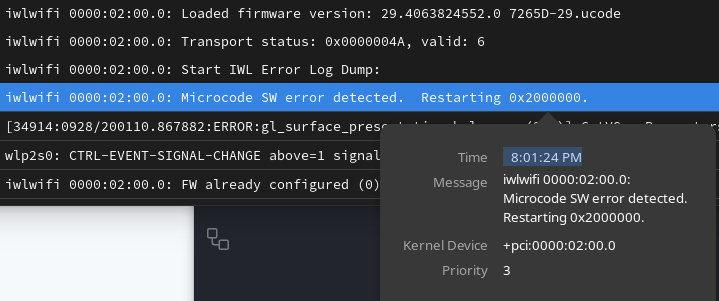 iwlwifi 0000:02:00.0: Loaded firmware version: 29.4063824552.0 7265D-29.ucode
iwlwifi 0000:02:00.0: Transport status: 0x0000004A, valid: 6
iwlwifi 0000:02:00.0: Start IWL Error Log Dump:
iwlwifi 0000:02:00.0: Microcode SW error detected.  Restarting 0x2000000.
[34914:0928/200110.867882:ERROR:gl_surface_pres
wlp2s0: CTRL-EVENT-SIGNAL-CHANGE above=1 signal
iwlwifi 0000:02:00.0: FW already configured (0)
Time 8:01:24 PM
Message iwlwifi 0000:02:00.0:
Microcode SW error detected.
Restarting 0x2000000.
Kernel Device +pci:0000:02:00.0
Priority 3